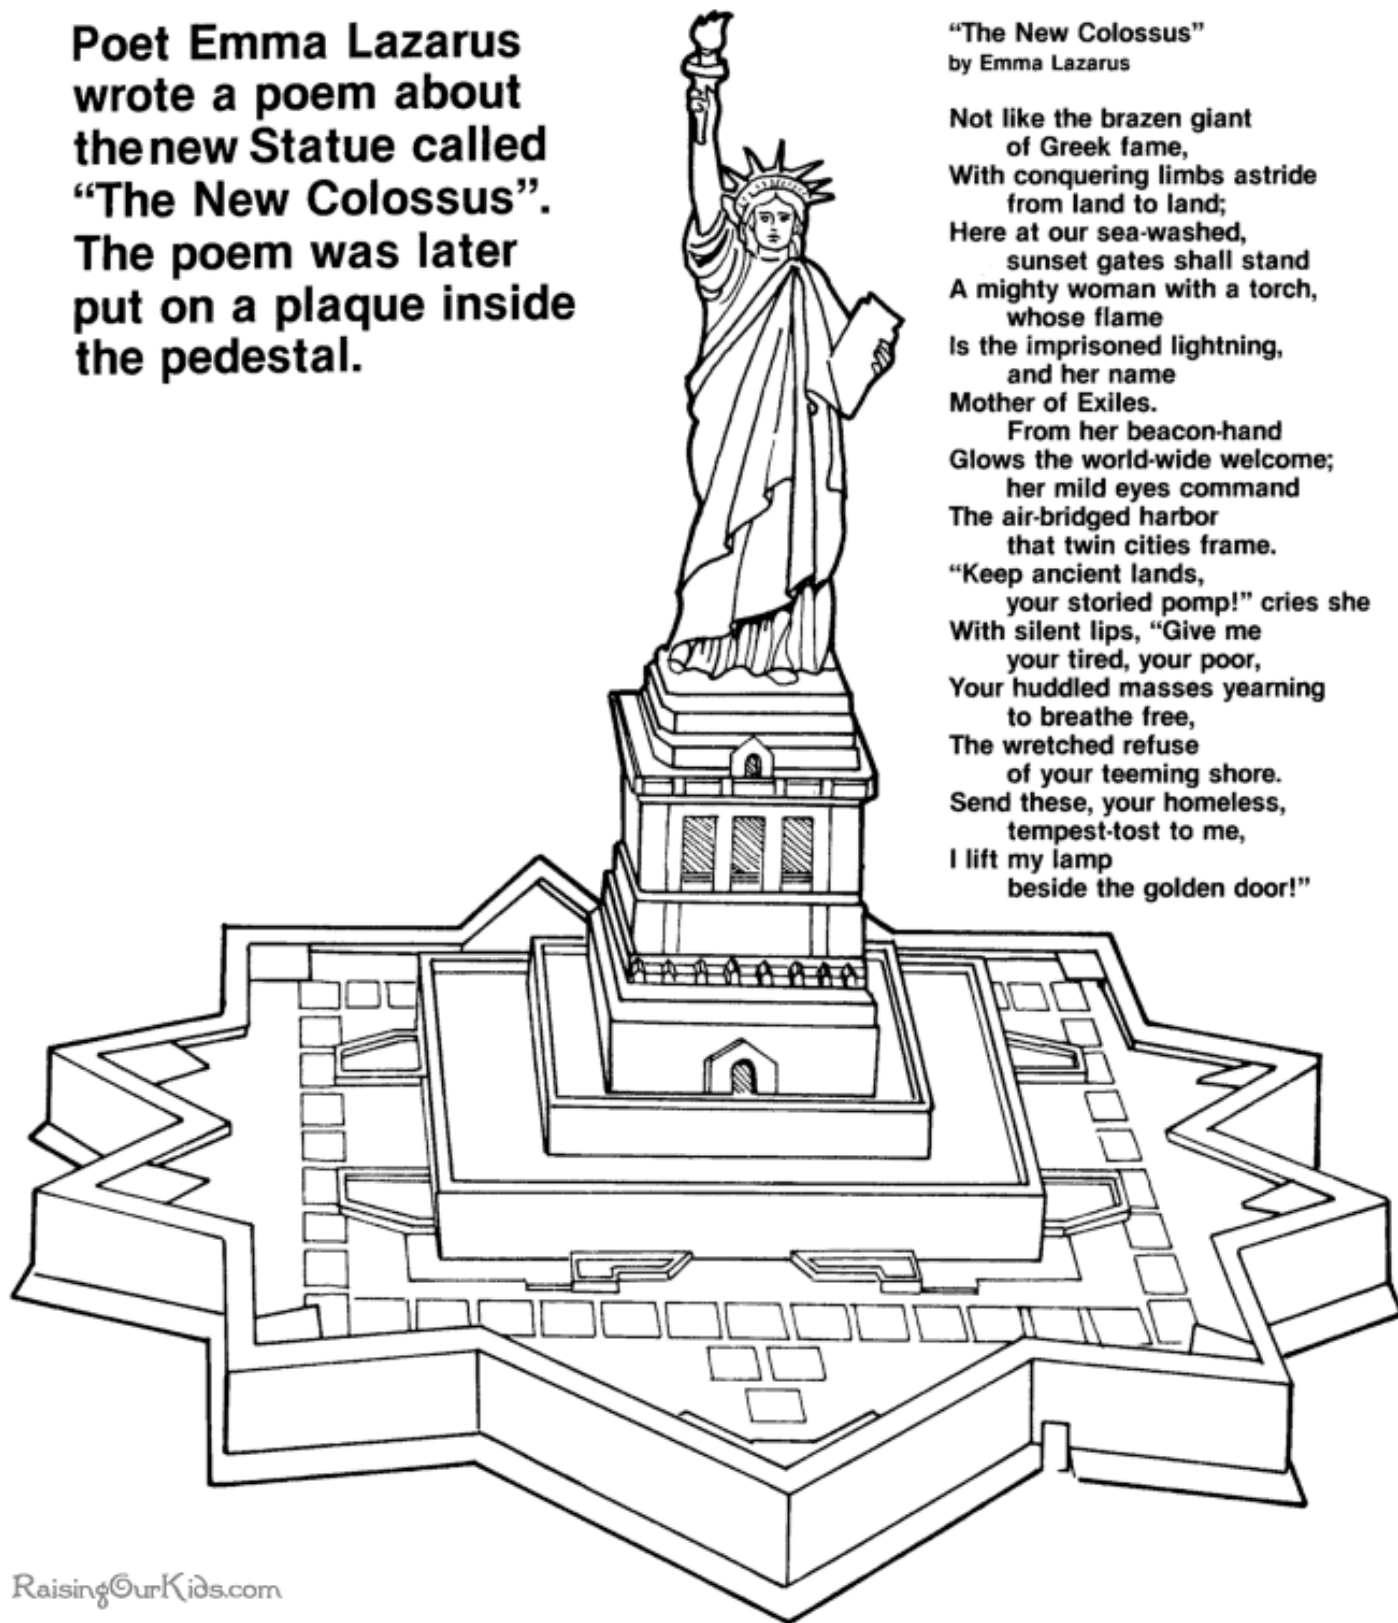 Poet Emma Lazarus
wrote a poem about
the new Statue called
“The New Colossus”.
The poem was later
put on a plaque inside
the pedestal.
“The New Colossus”
by Emma Lazarus
Not like the brazen giant
of Greek fame,
With conquering limbs astride
from land to land;
Here at our sea-washed,
sunset gates shall stand
A mighty woman with a torch,
whose flame
Is the imprisoned lightning,
and her name
Mother of Exiles.
From her beacon-hand
Glows the world-wide welcome;
her mild eyes command
The air-bridged harbor
that twin cities frame.
“Keep ancient lands,
your storied pomp!” cries she
With silent lips, “Give me
your tired, your poor,
Your huddled masses yearning
to breathe free,
The wretched refuse
of your teeming shore.
Send these, your homeless,
tempest-tost to me,
I lift my lamp
beside the golden door!”
RaisingOurKids.com